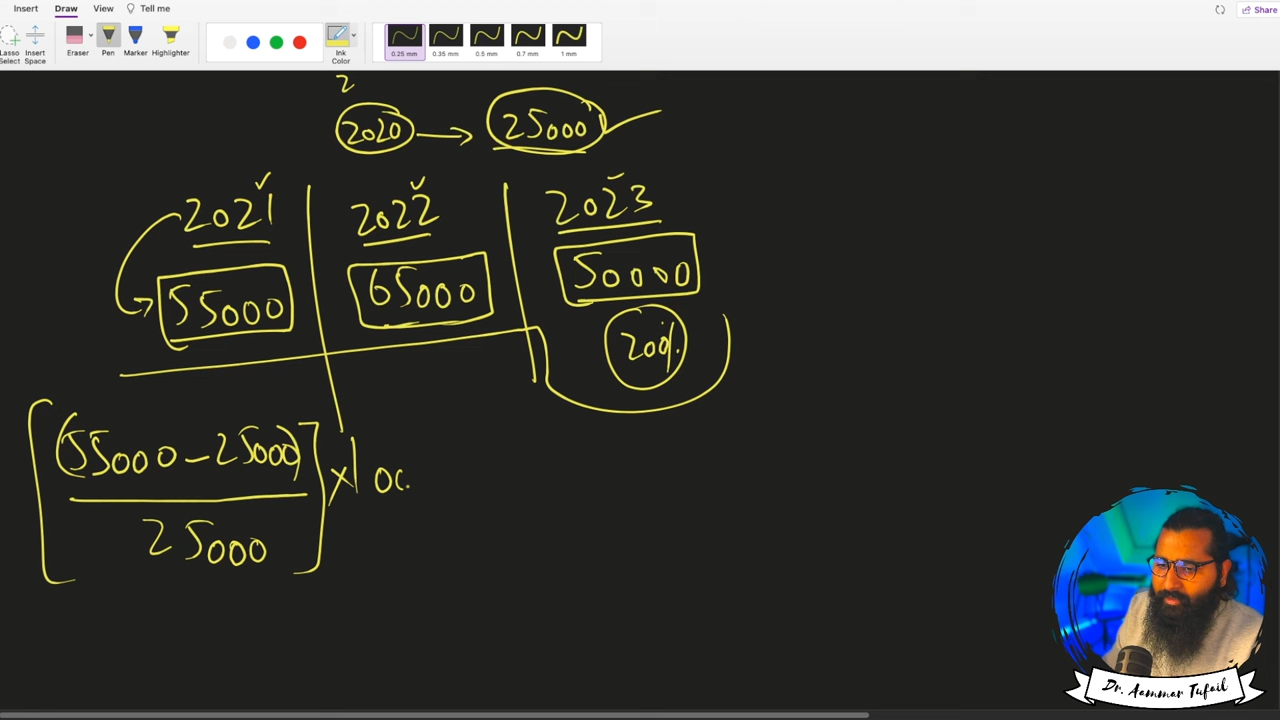 Insert Draw View Tell me
Share
Lasso Select
Insert Space
Eraser
Pen
Marker
Highlighter
Ink Color
0.25 mm
0.35 mm
0.5 mm
0.7 mm
1 mm
2
2020 → 25000
2021 2022 2023
55000 65000 50000
200%
[(55000-25000)
25000] x 100
Dr. Aammar Tufail